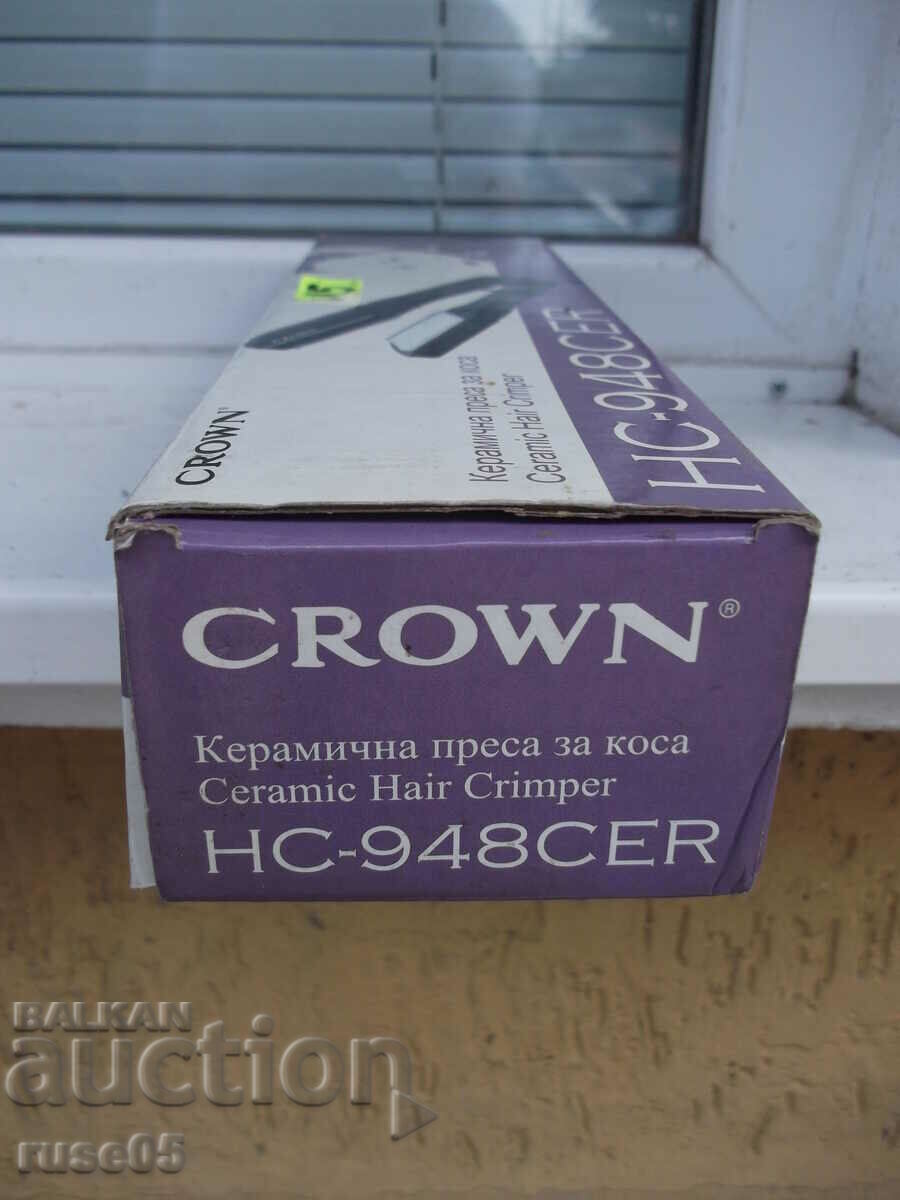 CROWN®
Керамична преса за коса
Ceramic Hair Crimper
HC-948CER
CROWN®
Керамична преса за коса
Ceramic Hair Crimper
HC-948CER
BALKAN
auction
ruse05